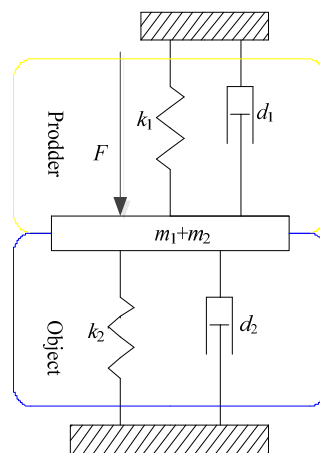 k1
d1
Prodder
F
m1+m2
Object
k2
d2